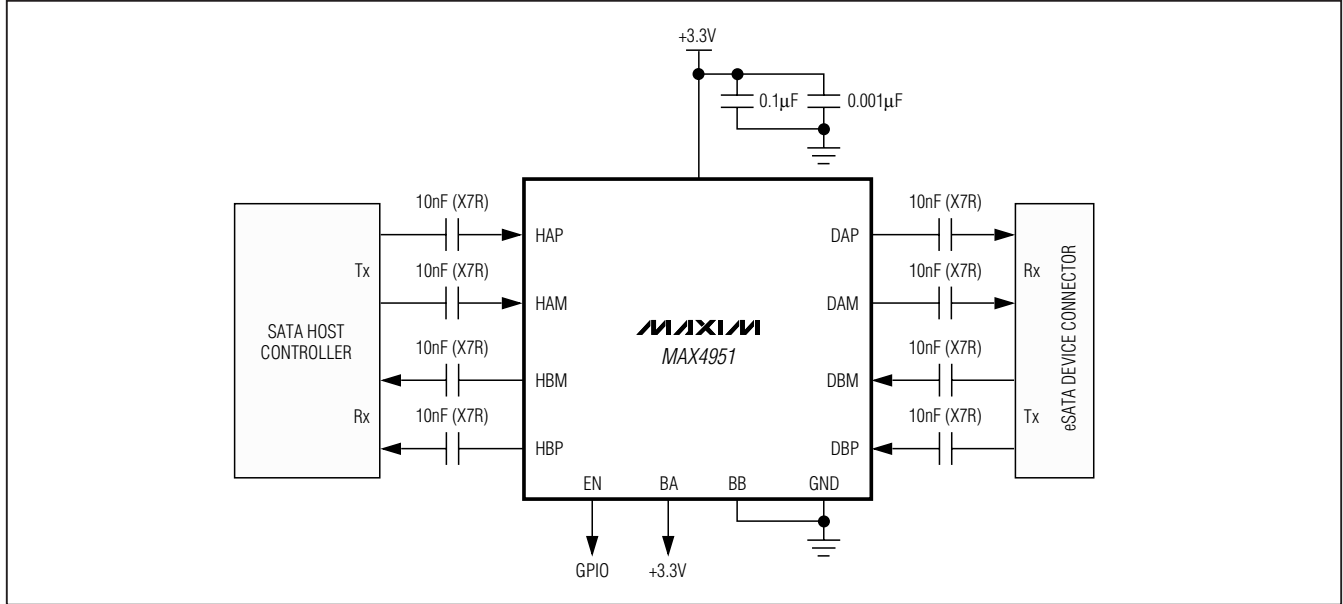 +3.3V
0.1μF
0.001μF
10nF (X7R)
10nF (X7R)
HAP
DAP
Tx
10nF (X7R)
10nF (X7R)
Rx
HAM
DAM
SATA HOST
CONTROLLER
MAXIM
MAX4951
eSATA DEVICE CONNECTOR
10nF (X7R)
10nF (X7R)
HBM
DBM
Rx
10nF (X7R)
10nF (X7R)
Tx
HBP
DBP
EN
BA
BB
GND
GPIO
+3.3V